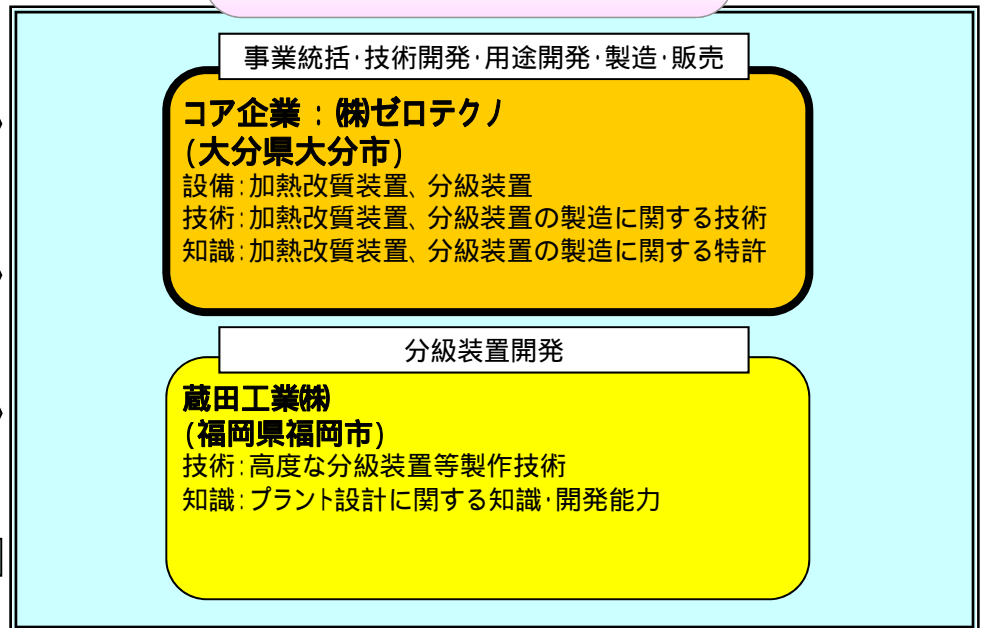 事業統括･技術開発･用途開発･製造･販売
コア企業：㈱ゼロテクノ
(大分県大分市)
設備:加熱改質装置、分級装置
技術:加熱改質装置、分級装置の製造に関する技術
知識:加熱改質装置、分級装置の製造に関する特許
分級装置開発
蔵田工業㈱
(福岡県福岡市)
技術:高度な分級装置等製作技術
知識:プラント設計に関する知識･開発能力